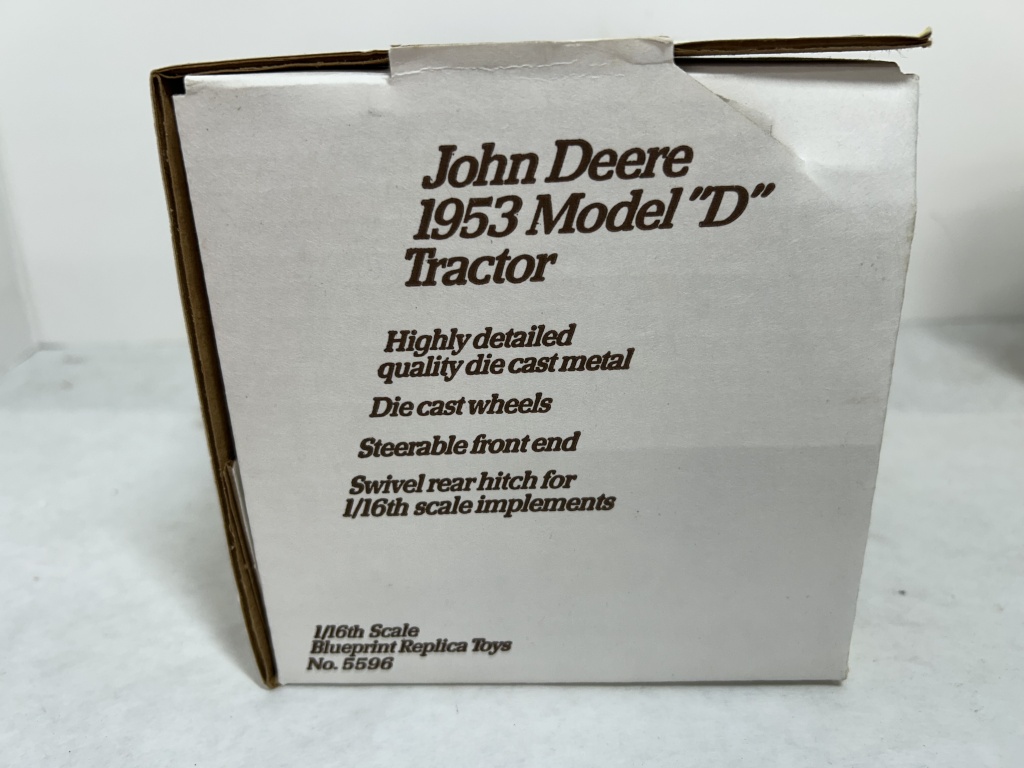 John Deere
1953 Model "D"
Tractor
Highly detailed
quality die cast metal
Die cast wheels
Steerable front end
Swivel rear hitch for
1/16th scale implements
1/16th Scale
Blueprint Replica Toys
No. 5596